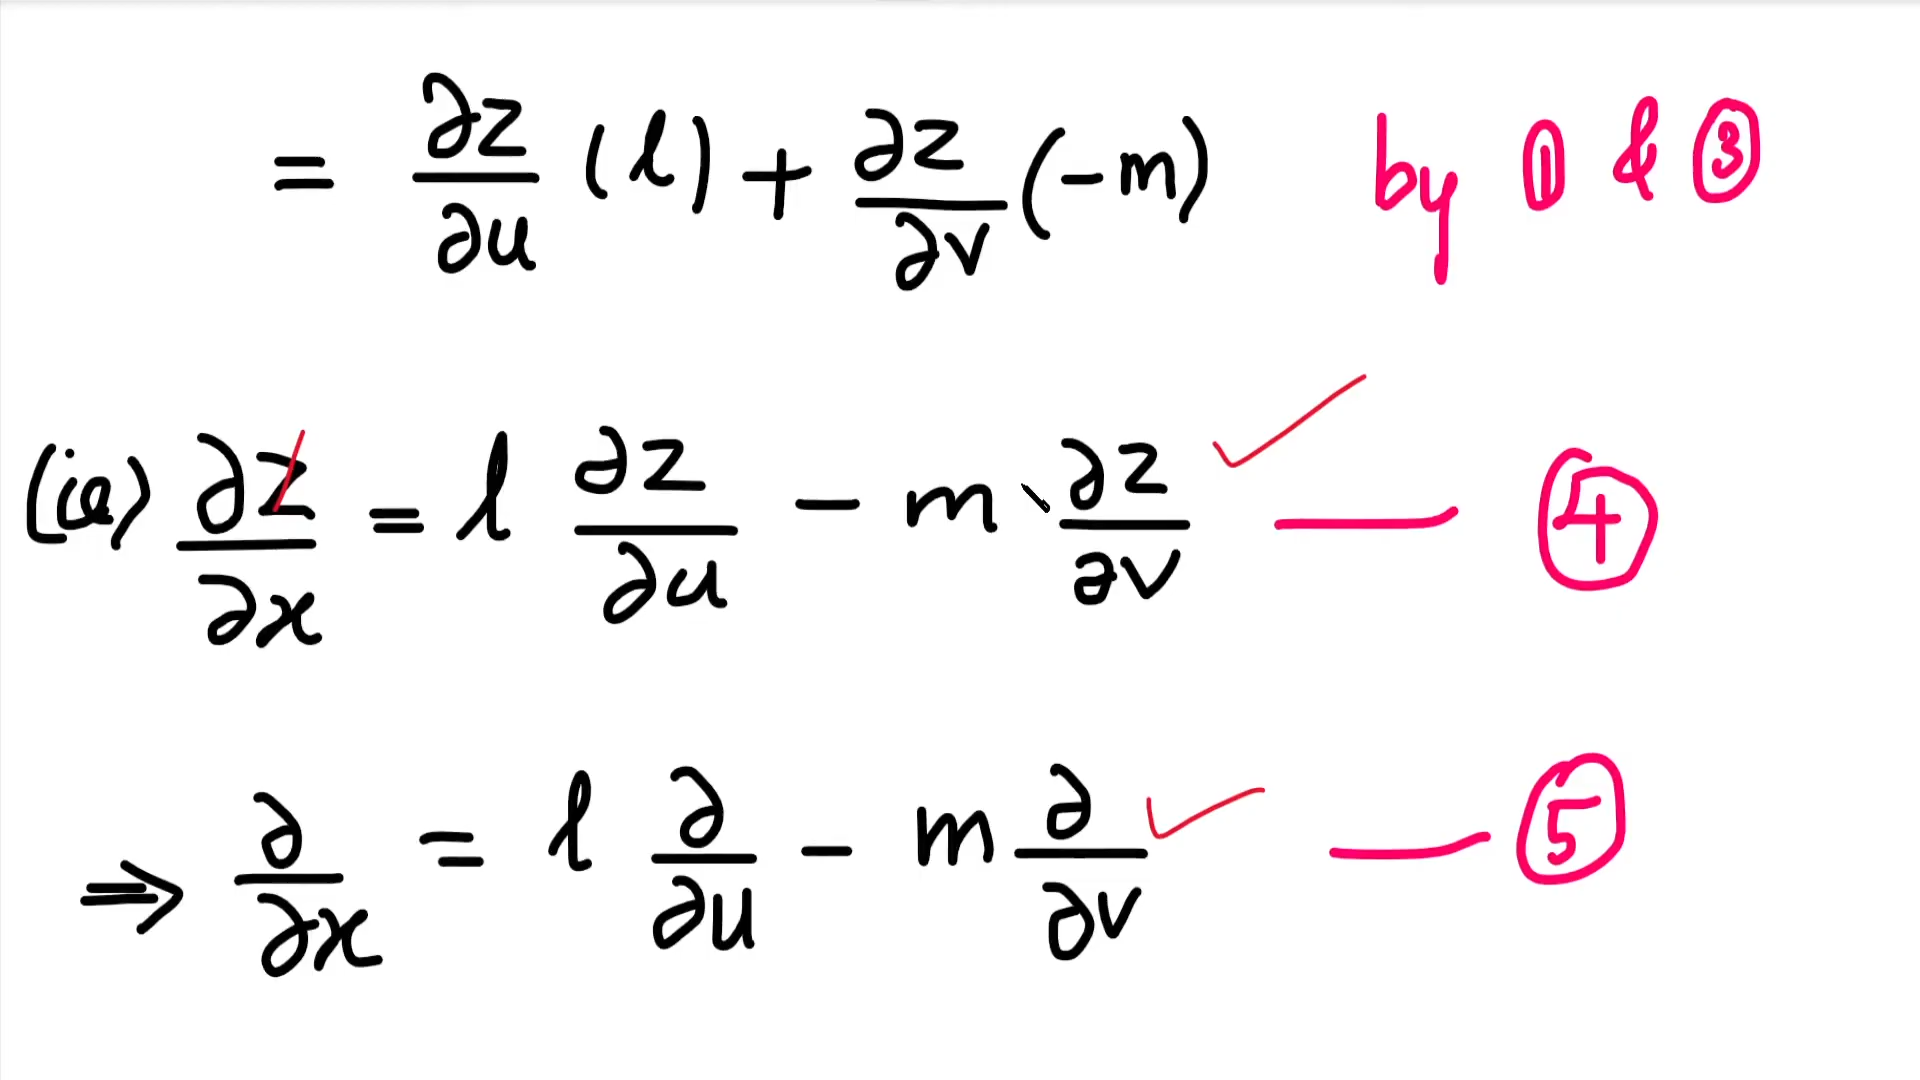 = ∂z/∂u (l) + ∂z/∂v (-m) by ① & ③
(ie) ∂z/∂x = l ∂z/∂u - m ∂z/∂v — ④
⇒ ∂/∂x = l ∂/∂u - m ∂/∂v — ⑤